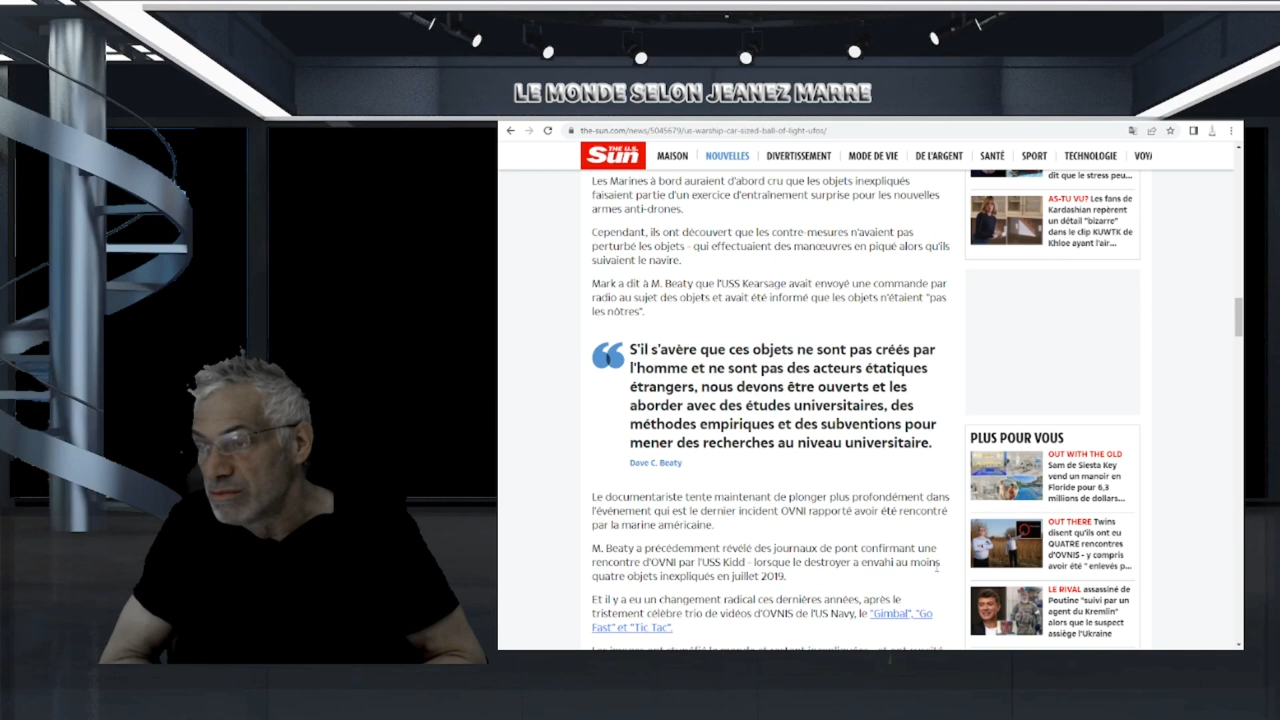 LE MONDE SELON JEANEZ MARRE
the-sun.com/news/5045679/us-warship-car-sized-ball-of-light-ufos/
THE U.S.
Sun
MAISON
NOUVELLES
DIVERTISSEMENT
MODE DE VIE
DE L'ARGENT
SANTÉ
SPORT
TECHNOLOGIE
Les Marines à bord auraient d'abord cru que les objets inexpliqués
faisaient partie d'un exercice d'entraînement surprise pour les nouvelles
armes anti-drones.
Cependant, ils ont découvert que les contre-mesures n'avaient pas
perturbé les objets - qui effectuaient des manœuvres en piqué alors qu'ils
suivaient le navire.
Mark a dit à M. Beaty que l'USS Kearsage avait envoyé une commande par
radio au sujet des objets et avait été informé que les objets n'étaient "pas
les nôtres".
S'il s'avère que ces objets ne sont pas créés par
l'homme et ne sont pas des acteurs étatiques
étrangers, nous devons être ouverts et les
aborder avec des études universitaires, des
méthodes empiriques et des subventions pour
mener des recherches au niveau universitaire.
Dave C. Beaty
Le documentariste tente maintenant de plonger plus profondément dans
l'événement qui est le dernier incident OVNI rapporté avoir été rencontré
par la marine américaine.
M. Beaty a précédemment révélé des journaux de pont confirmant une
rencontre d'OVNI par l'USS Kidd - lorsque le destroyer a envahi au moins
quatre objets inexpliqués en juillet 2019.
Et il y a eu un changement radical ces dernières années, après le
tristement célèbre trio de vidéos d'OVNIS de l'US Navy, le "Gimbal", "Go
Fast" et "Tic Tac".
dit que le stress peu...
AS-TU VU? Les fans de
Kardashian repèrent
un détail "bizarre"
dans le clip KUWTK de
Khloe ayant l'air...
PLUS POUR VOUS
OUT WITH THE OLD
Sam de Siesta Key
vend un manoir en
Floride pour 6,3
millions de dollars...
OUT THERE Twins
disent qu'ils ont eu
QUATRE rencontres
d'OVNIS - y compris
avoir été " enlevés p...
LE RIVAL assassiné de
Poutine "suivi par un
agent du Kremlin"
alors que le suspect
assiège l'Ukraine